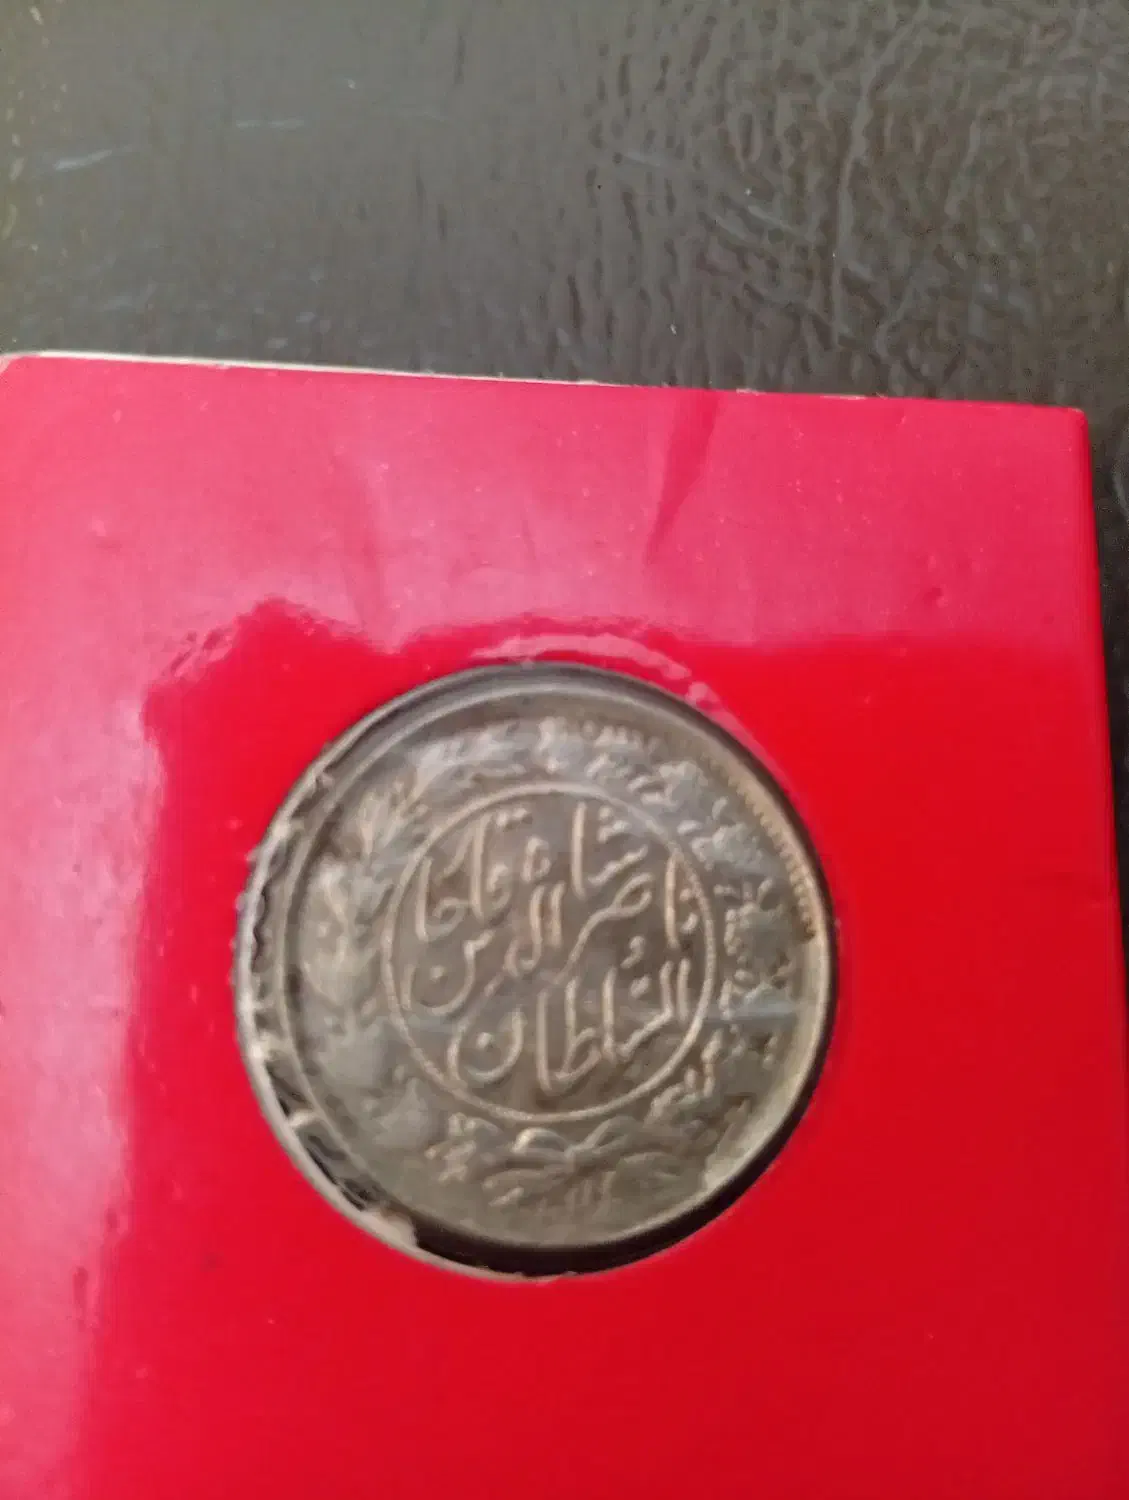 السلطان
ناصرالدین
شاه قاجار